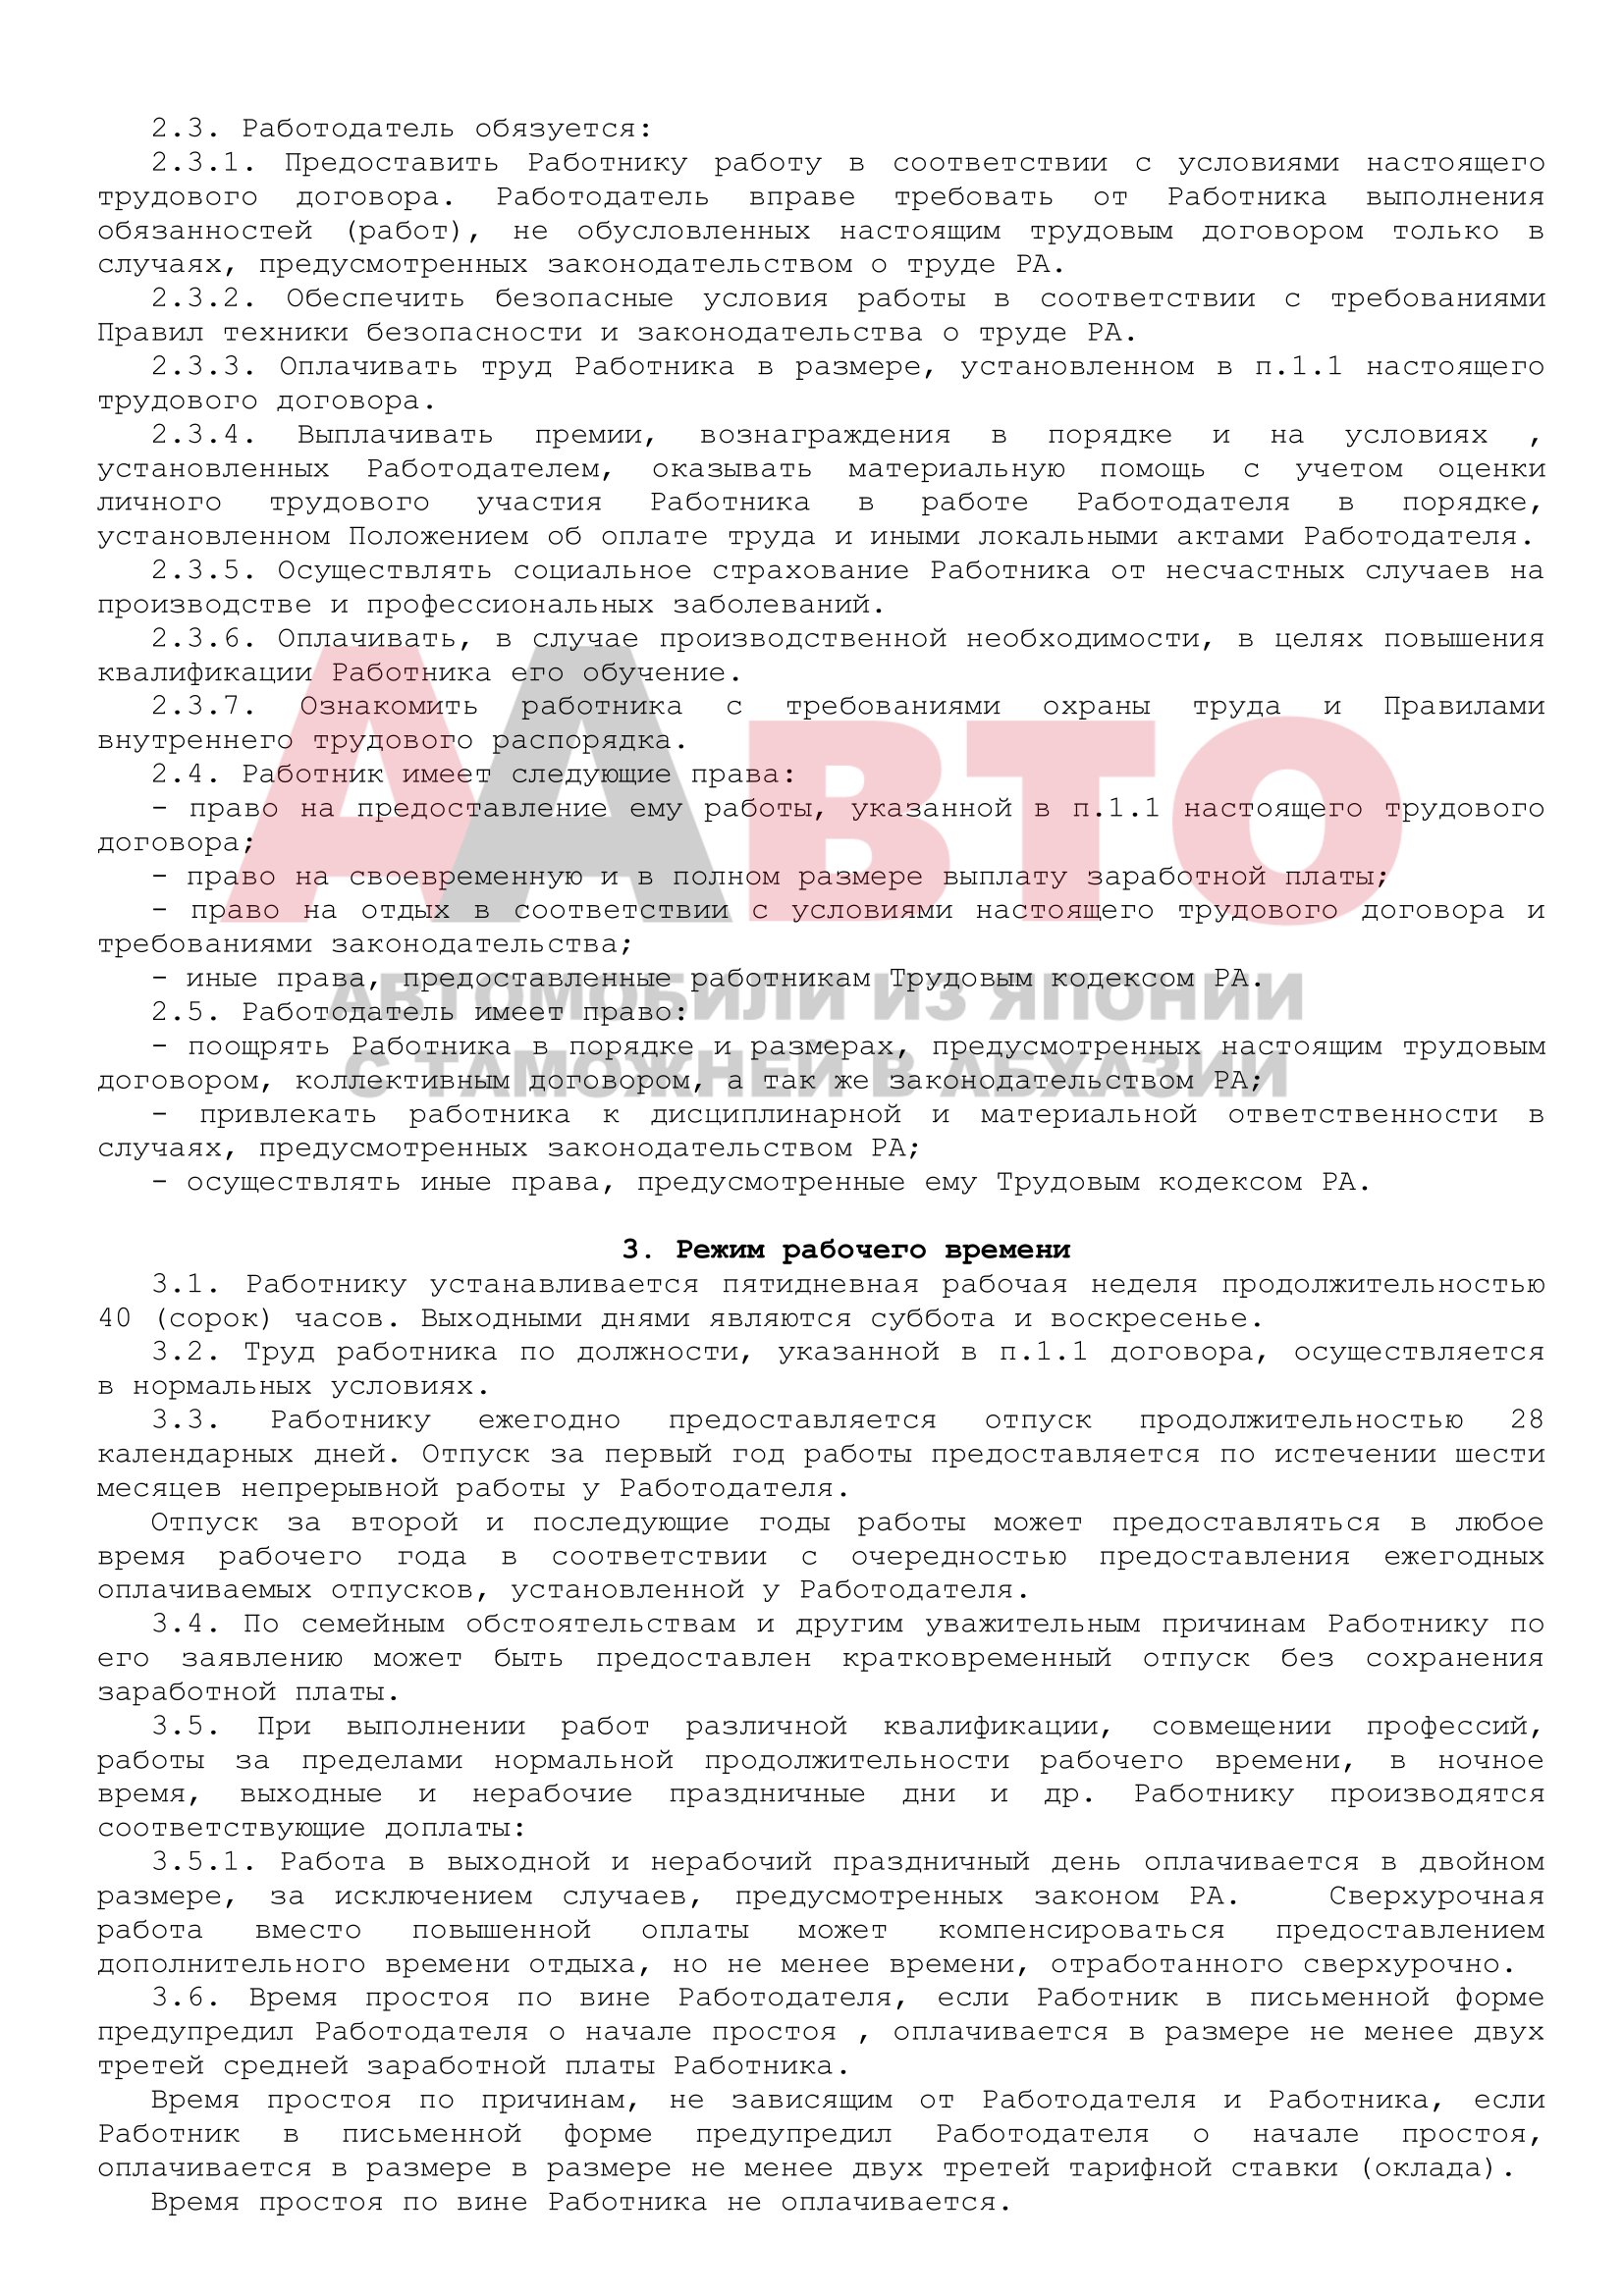 2.3. Работодатель обязуется:
2.3.1. Предоставить Работнику работу в соответствии с условиями настоящего
трудового договора. Работодатель вправе требовать от Работника выполнения
обязанностей (работ), не обусловленных настоящим трудовым договором только в
случаях, предусмотренных законодательством о труде РА.
2.3.2. Обеспечить безопасные условия работы в соответствии с требованиями
Правил техники безопасности и законодательства о труде РА.
2.3.3. Оплачивать труд Работника в размере, установленном в п.1.1 настоящего
трудового договора.
2.3.4. Выплачивать премии, вознаграждения в порядке и на условиях ,
установленных Работодателем, оказывать материальную помощь с учетом оценки
личного трудового участия Работника в работе Работодателя в порядке,
установленном Положением об оплате труда и иными локальными актами Работодателя.
2.3.5. Осуществлять социальное страхование Работника от несчастных случаев на
производстве и профессиональных заболеваний.
2.3.6. Оплачивать, в случае производственной необходимости, в целях повышения
квалификации Работника его обучение.
2.3.7. Ознакомить работника с требованиями охраны труда и Правилами
внутреннего трудового распорядка.
2.4. Работник имеет следующие права:
- право на предоставление ему работы, указанной в п.1.1 настоящего трудового
договора;
- право на своевременную и в полном размере выплату заработной платы;
- право на отдых в соответствии с условиями настоящего трудового договора и
требованиями законодательства;
- иные права, предоставленные работникам Трудовым кодексом РА.
2.5. Работодатель имеет право:
- поощрять Работника в порядке и размерах, предусмотренных настоящим трудовым
договором, коллективным договором, а так же законодательством РА;
- привлекать работника к дисциплинарной и материальной ответственности в
случаях, предусмотренных законодательством РА;
- осуществлять иные права, предусмотренные ему Трудовым кодексом РА.
ААвто
АВТОМОБИЛИ ИЗ ЯПОНИИ
С ТАМОЖНЕЙ В АБХАЗИИ
3. Режим рабочего времени
3.1. Работнику устанавливается пятидневная рабочая неделя продолжительностью
40 (сорок) часов. Выходными днями являются суббота и воскресенье.
3.2. Труд работника по должности, указанной в п.1.1 договора, осуществляется
в нормальных условиях.
3.3. Работнику ежегодно предоставляется отпуск продолжительностью 28
календарных дней. Отпуск за первый год работы предоставляется по истечении шести
месяцев непрерывной работы у Работодателя.
Отпуск за второй и последующие годы работы может предоставляться в любое
время рабочего года в соответствии с очередностью предоставления ежегодных
оплачиваемых отпусков, установленной у Работодателя.
3.4. По семейным обстоятельствам и другим уважительным причинам Работнику по
его заявлению может быть предоставлен кратковременный отпуск без сохранения
заработной платы.
3.5. При выполнении работ различной квалификации, совмещении профессий,
работы за пределами нормальной продолжительности рабочего времени, в ночное
время, выходные и нерабочие праздничные дни и др. Работнику производятся
соответствующие доплаты:
3.5.1. Работа в выходной и нерабочий праздничный день оплачивается в двойном
размере, за исключением случаев, предусмотренных законом РА. Сверхурочная
работа вместо повышенной оплаты может компенсироваться предоставлением
дополнительного времени отдыха, но не менее времени, отработанного сверхурочно.
3.6. Время простоя по вине Работодателя, если Работник в письменной форме
предупредил Работодателя о начале простоя , оплачивается в размере не менее двух
третей средней заработной платы Работника.
Время простоя по причинам, не зависящим от Работодателя и Работника, если
Работник в письменной форме предупредил Работодателя о начале простоя,
оплачивается в размере в размере не менее двух третей тарифной ставки (оклада).
Время простоя по вине Работника не оплачивается.